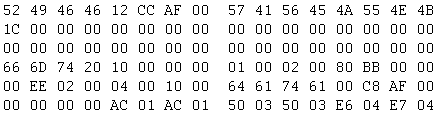 52 49 46 46 12 CC AF 00 57 41 56 45 4A 55 4E 4B
1C 00 00 00 00 00 00 00 00 00 00 00 00 00 00 00
00 00 00 00 00 00 00 00 00 00 00 00 00 00 00 00
66 6D 74 20 10 00 00 00 01 00 02 00 80 BB 00 00
00 EE 02 00 04 00 10 00 64 61 74 61 00 C8 AF 00
00 00 00 00 AC 01 AC 01 50 03 50 03 E6 04 E7 04